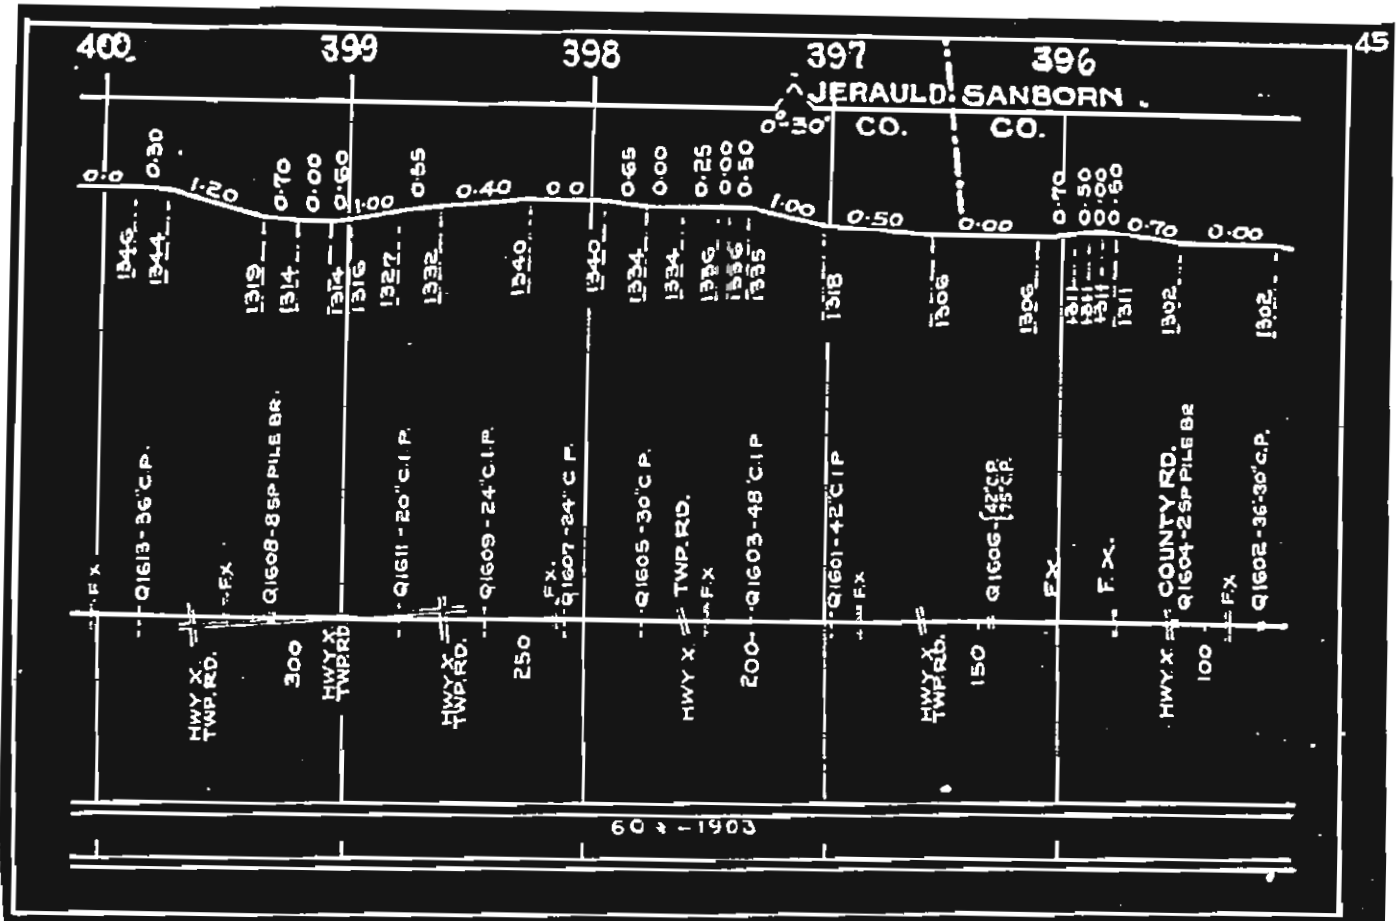 45
400 399 398 397 396
JERAULD SANBORN
0°-30' CO. CO.
0.0 0.30 1.20 0.70 0.00 0.60 1.00 0.55 0.40 0.0 0.65 0.00 0.25 0.00 0.50 1.00 0.50 0.00 0.70 0.50 0.00 0.60 0.70 0.00
1346 1344 1319 1314 1314 1316 1327 1332 1340 1340 1334 1334 1336 1336 1335 1318 1306 1306 1311 1311 1311 1311 1302 1302
F X
Q1613-36"C.P.
F.X
Q1608-8SP PILE BR.
Q1611-20"C.I.P.
Q1609-24"C.I.P.
F.X.
Q1607-24"C P.
Q1605-30"C P.
TWP. RD.
F.X
Q1603-48"C.I P
Q1601-42"C I P
F.X
Q1606-{42"C.P.
75"C.P.
F.X
F.X.
COUNTY RD.
Q1604-2SP PILE BR
F.X
Q1602-36"-30"C.P.
HWY X.
TWP.RD.
300
HWY X
TWP.RD
HWY X
TWP.RD.
250
HWY X
200
HWY X
TWP.RD.
150
HWY. X
100
60 # - 1903